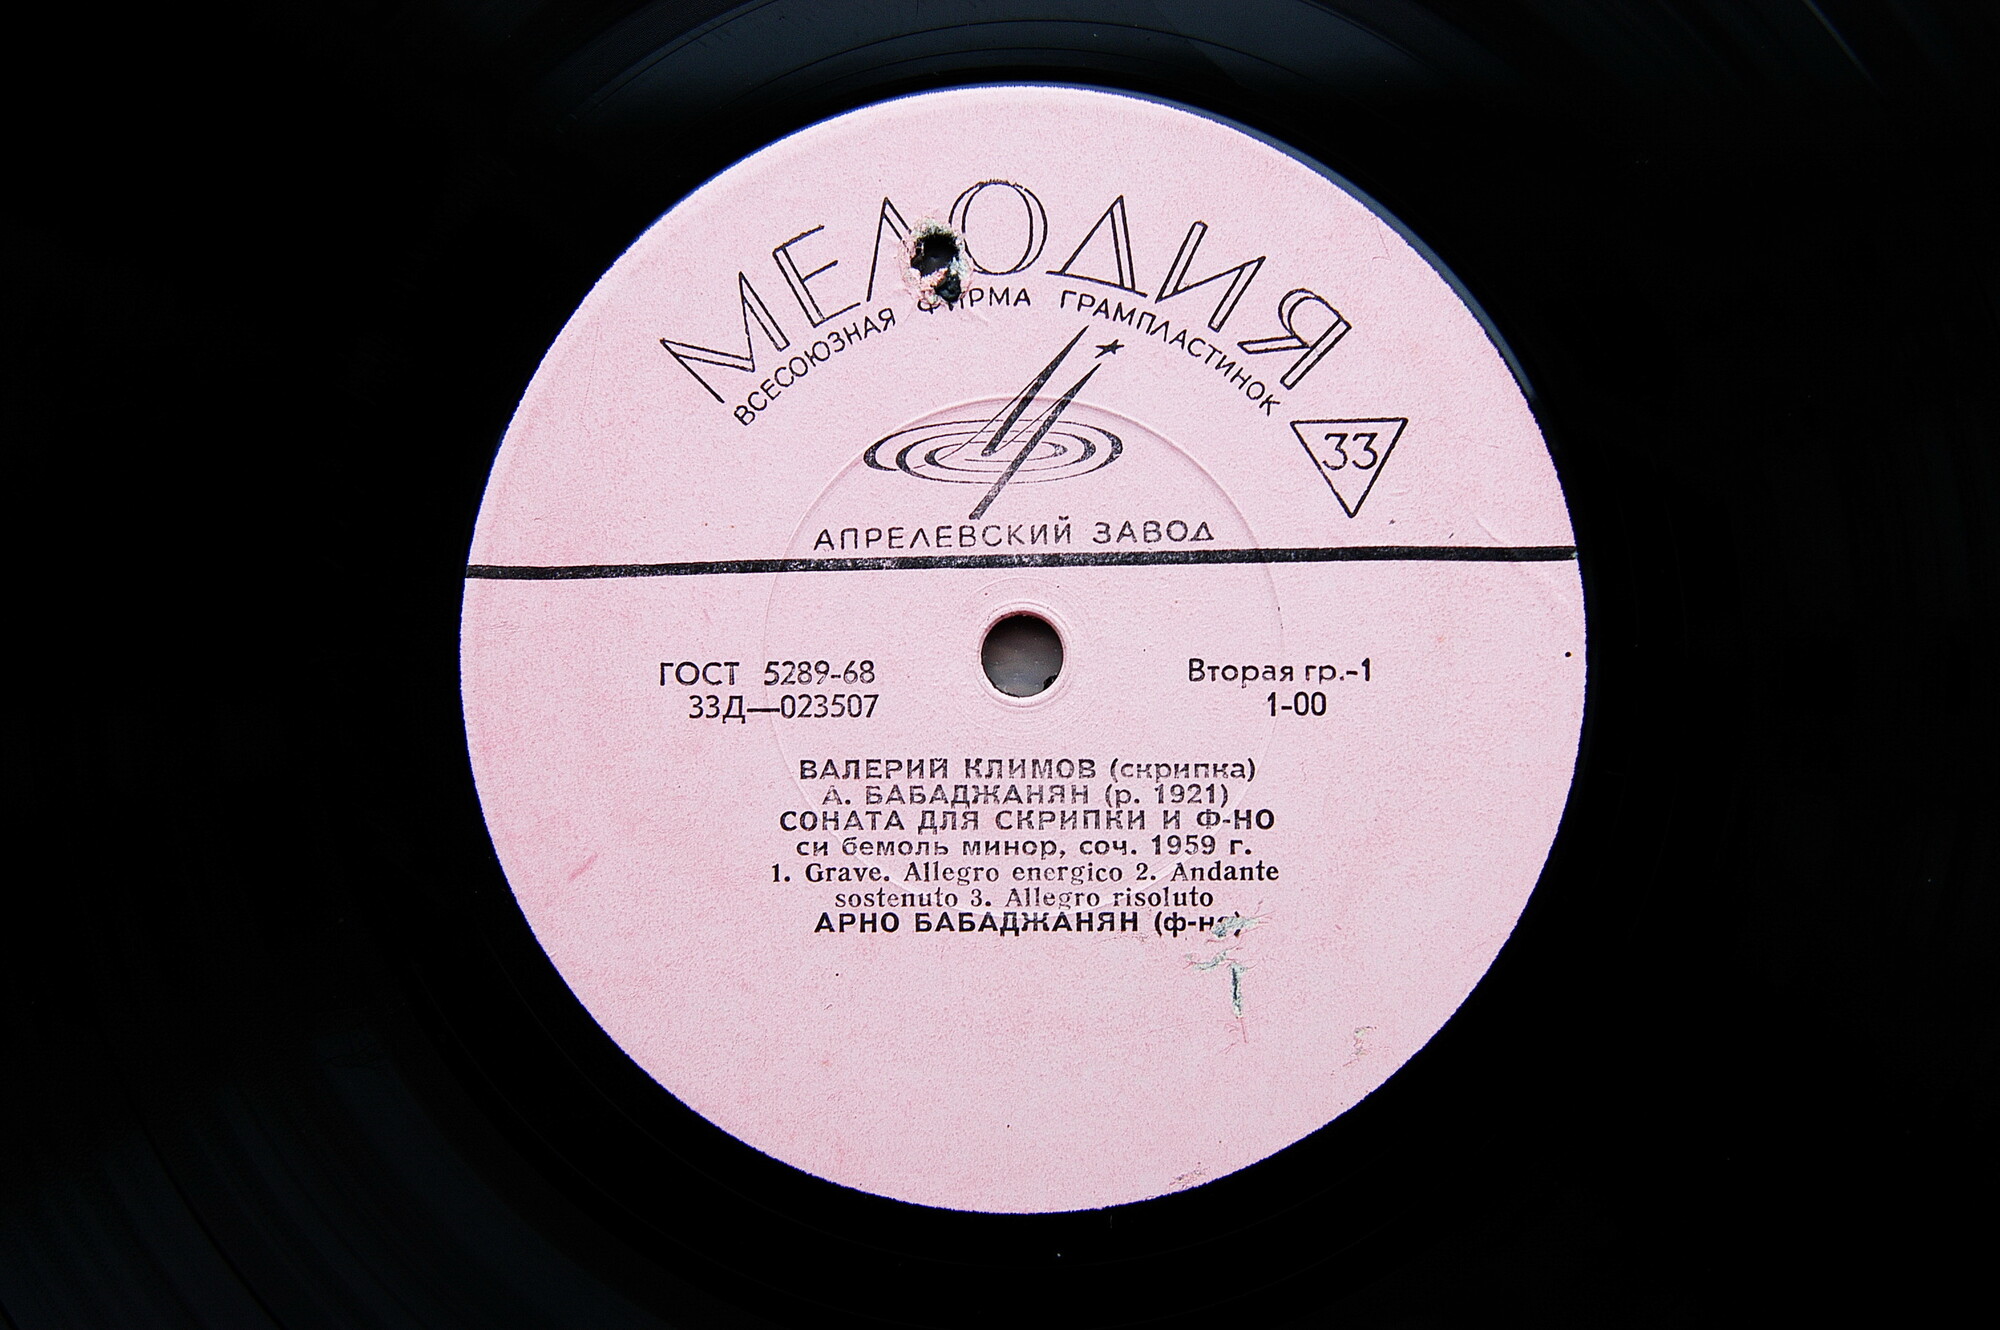 МЕЛОДИЯ
ВСЕСОЮЗНАЯ ФИРМА ГРАМПЛАСТИНОК
33
АПРЕЛЕВСКИЙ ЗАВОД
ГОСТ 5289-68
33Д—023507
Вторая гр.-1
1-00
ВАЛЕРИЙ КЛИМОВ (скрипка)
А. БАБАДЖАНЯН (р. 1921)
СОНАТА ДЛЯ СКРИПКИ И Ф-НО
си бемоль минор, соч. 1959 г.
1. Grave. Allegro energico 2. Andante
sostenuto 3. Allegro risoluto
АРНО БАБАДЖАНЯН (ф-но)